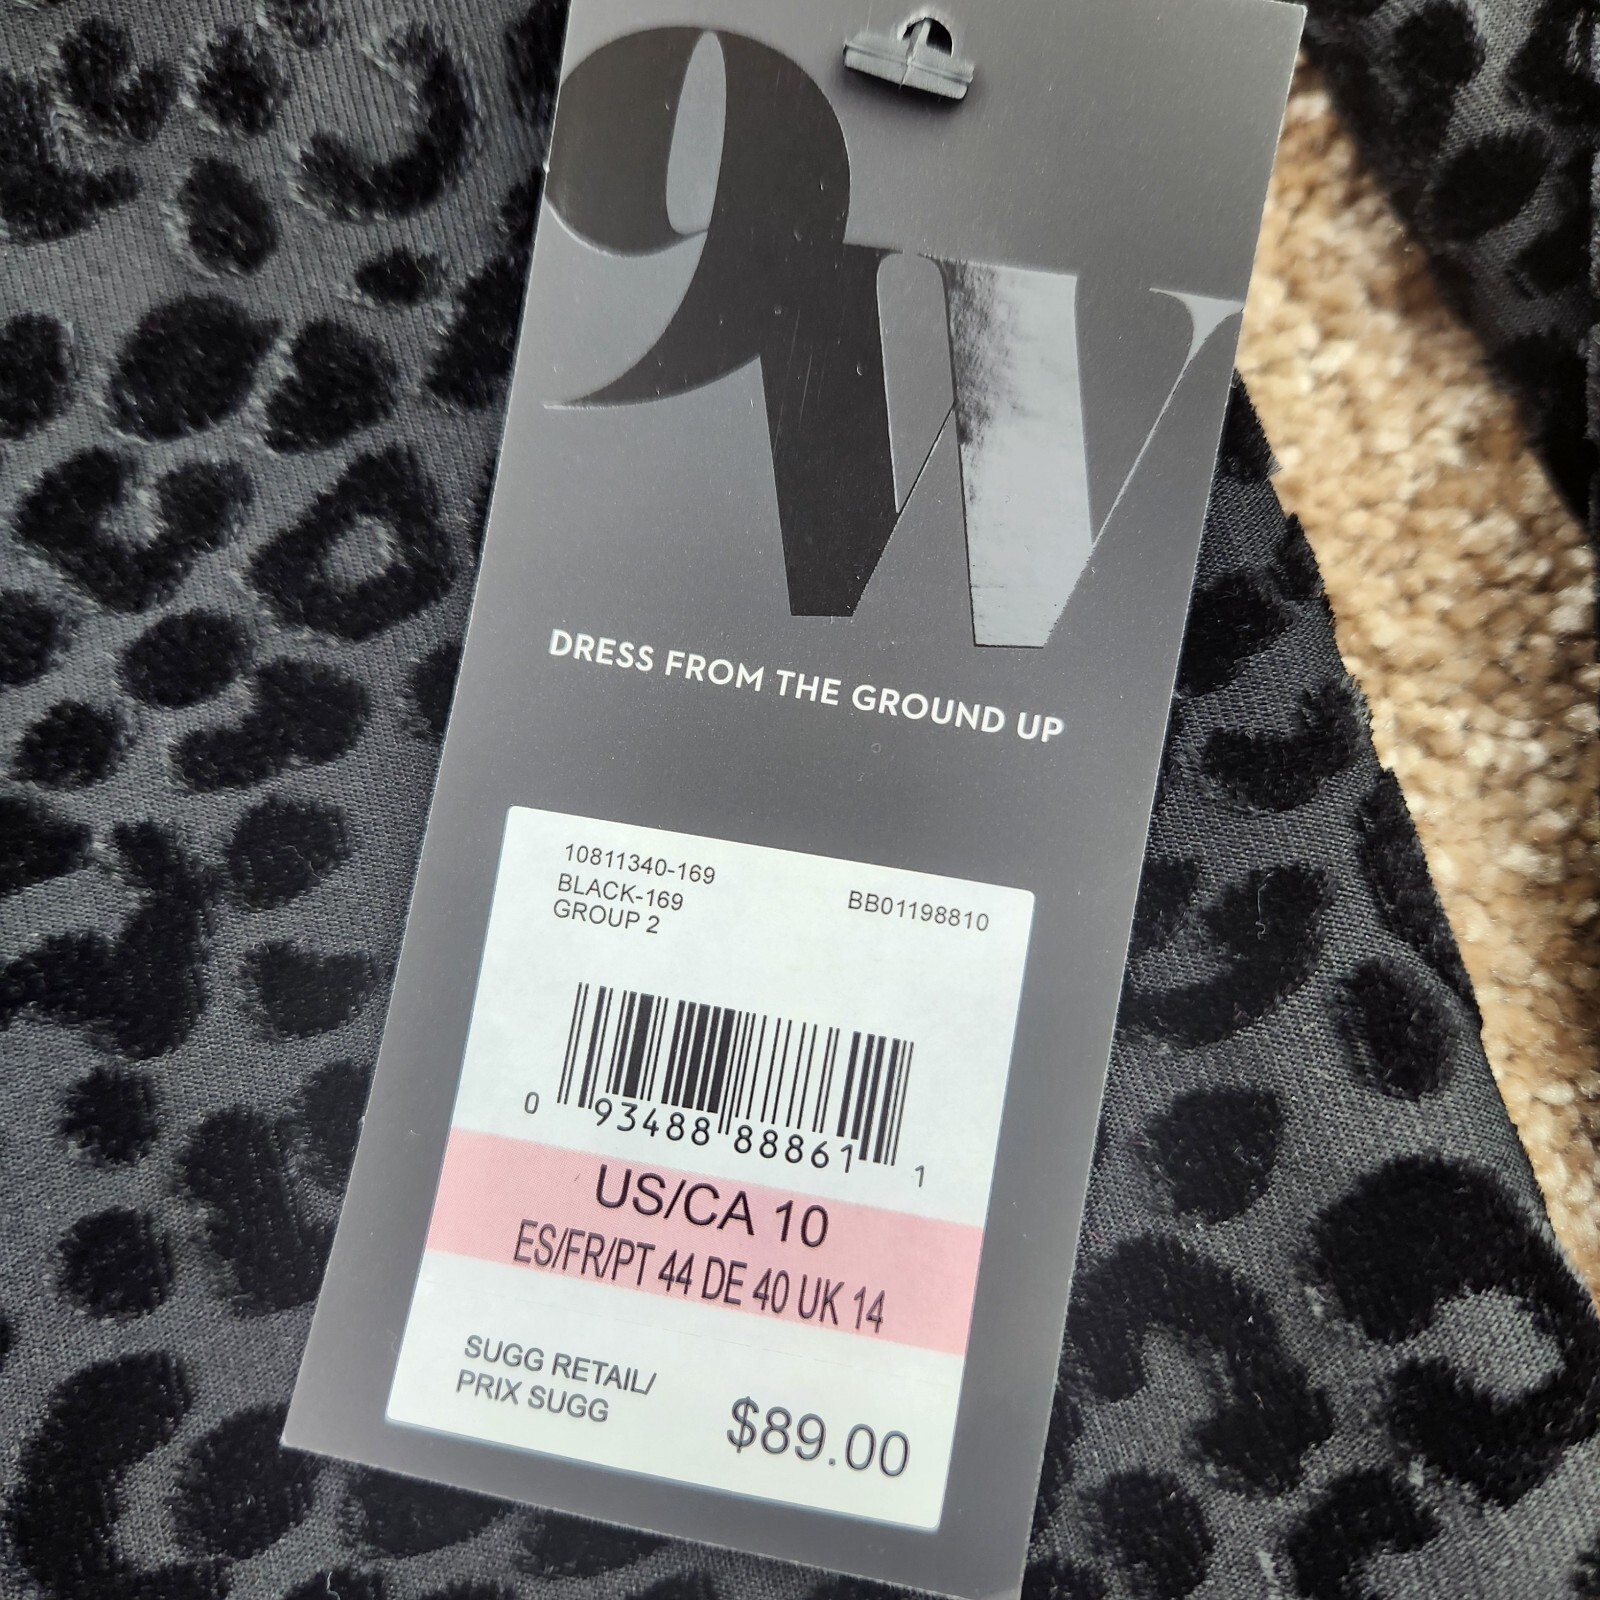 9W
DRESS FROM THE GROUND UP
10811340-169
BLACK-169
GROUP 2
BB01198810
0 93488 88861 1
US/CA 10
ES/FR/PT 44 DE 40 UK 14
SUGG RETAIL/
PRIX SUGG
$89.00